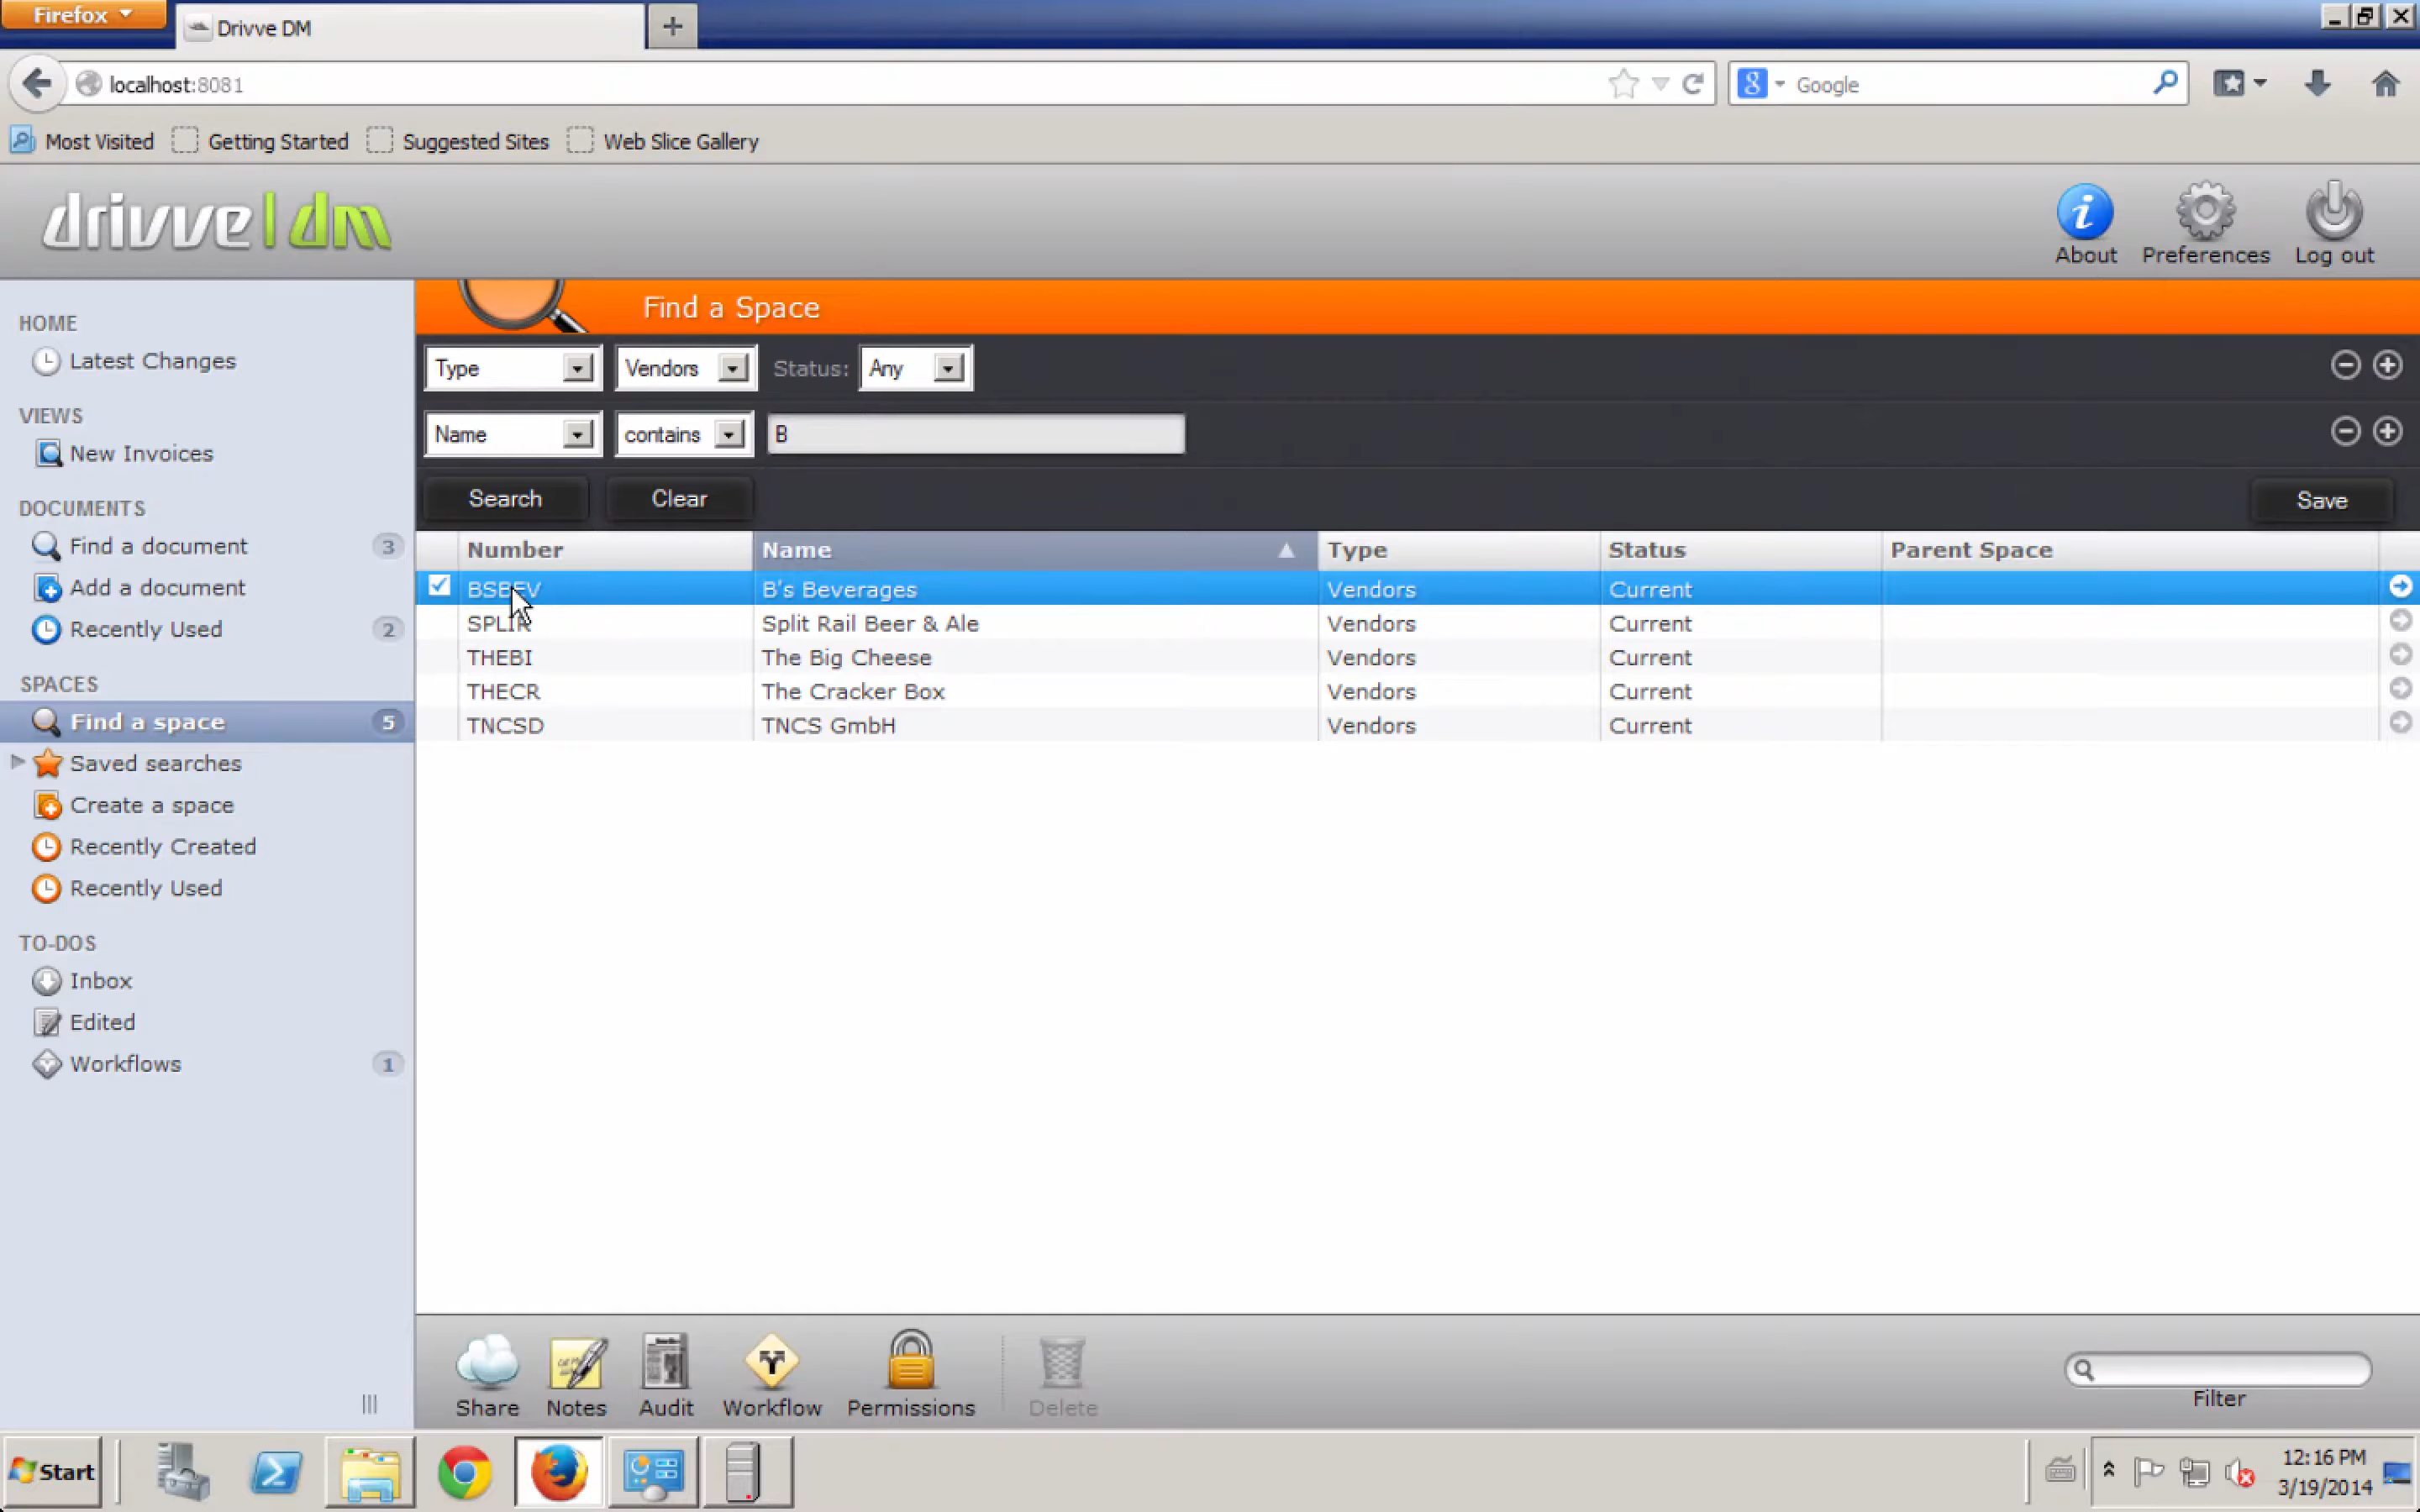 Firefox
Drivve DM
localhost:8081
Google
Most Visited Getting Started Suggested Sites Web Slice Gallery
drivve|dm
About Preferences Log out
HOME
Latest Changes
VIEWS
New Invoices
DOCUMENTS
Find a document 3
Add a document
Recently Used 2
SPACES
Find a space 5
Saved searches
Create a space
Recently Created
Recently Used
TO-DOS
Inbox
Edited
Workflows 1
Find a Space
Type Vendors Status: Any
Name contains B
Search Clear Save
Number Name Type Status Parent Space
BSBEV B's Beverages Vendors Current
SPLIR Split Rail Beer & Ale Vendors Current
THEBI The Big Cheese Vendors Current
THECR The Cracker Box Vendors Current
TNCSD TNCS GmbH Vendors Current
Share Notes Audit Workflow Permissions Delete Filter
Start
12:16 PM
3/19/2014